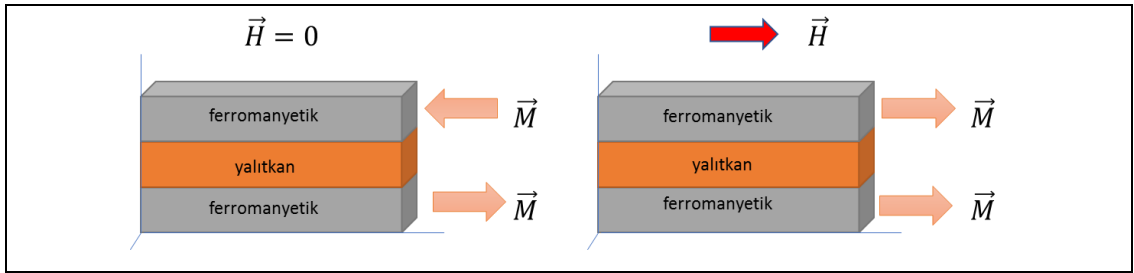 H⃗ = 0
ferromanyetik
M⃗
yalıtkan
ferromanyetik
M⃗
H⃗
ferromanyetik
M⃗
yalıtkan
ferromanyetik
M⃗